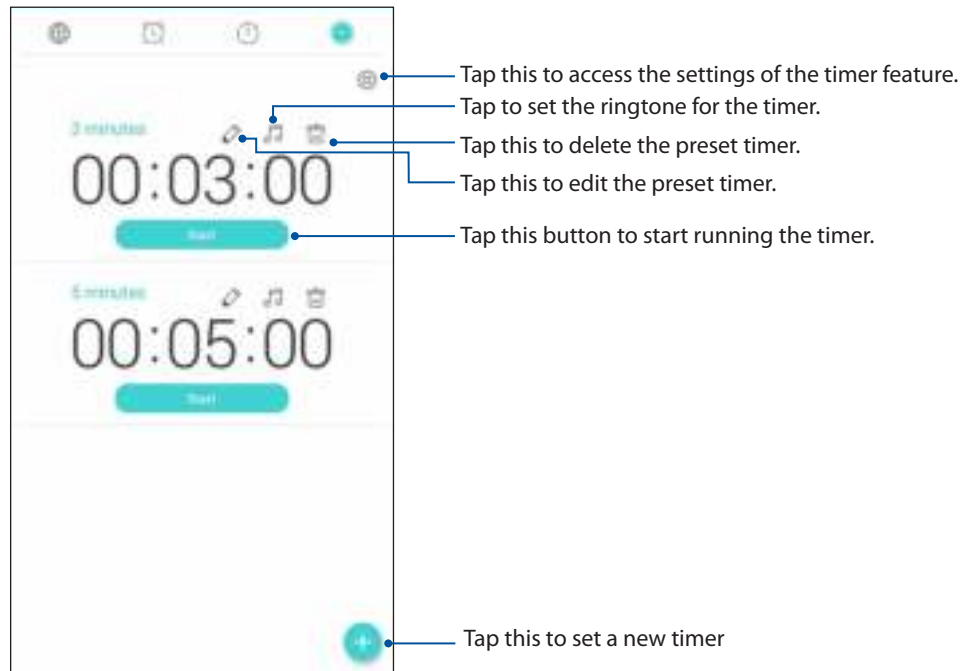 Tap this to access the settings of the timer feature.
Tap to set the ringtone for the timer.
3 minutes
Tap this to delete the preset timer.
Tap this to edit the preset timer.
00:03:00
Start
Tap this button to start running the timer.
5 minutes
00:05:00
Start
Tap this to set a new timer